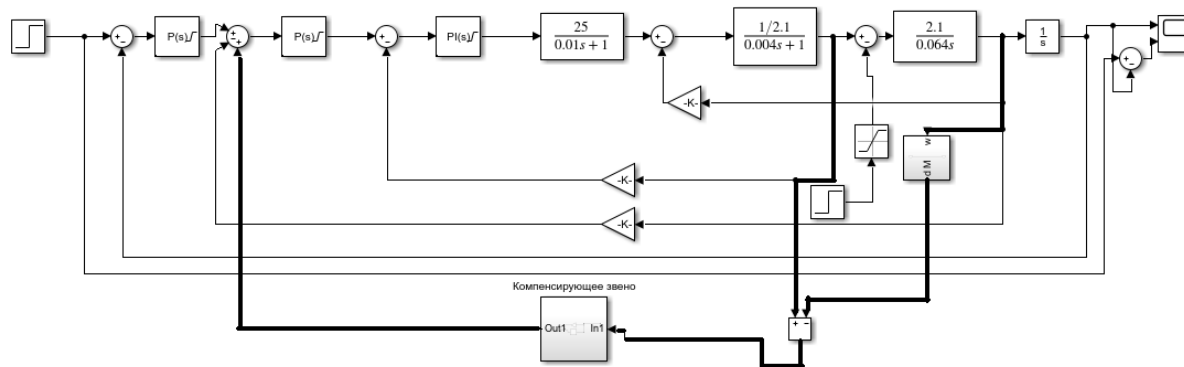 P(s)
P(s)
PI(s)
25
0.01s + 1
1/2.1
0.004s + 1
2.1
0.064s
1
s
-K-
-K-
-K-
w
d M
Компенсирующее звено
Out1
In1